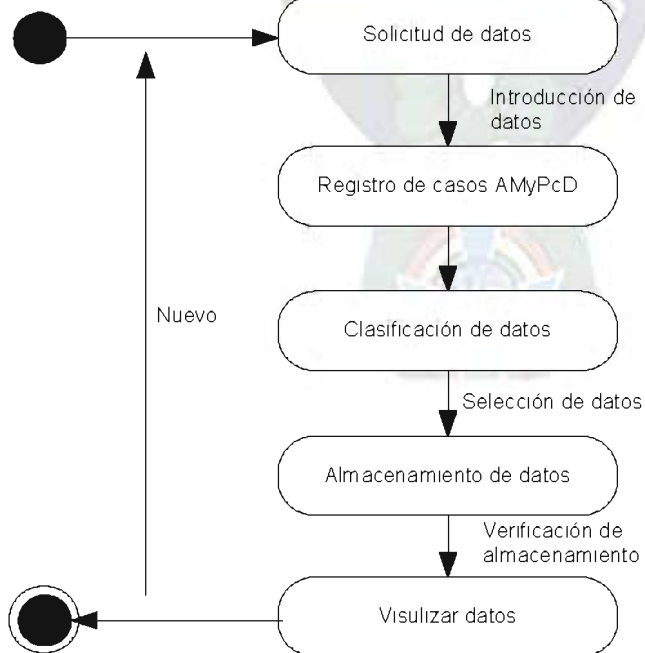 Solicitud de datos
Introducción de
datos
Registro de casos AMyPcD
Nuevo
Clasificación de datos
Selección de datos
Almacenamiento de datos
Verificación de
almacenamiento
Visulizar datos